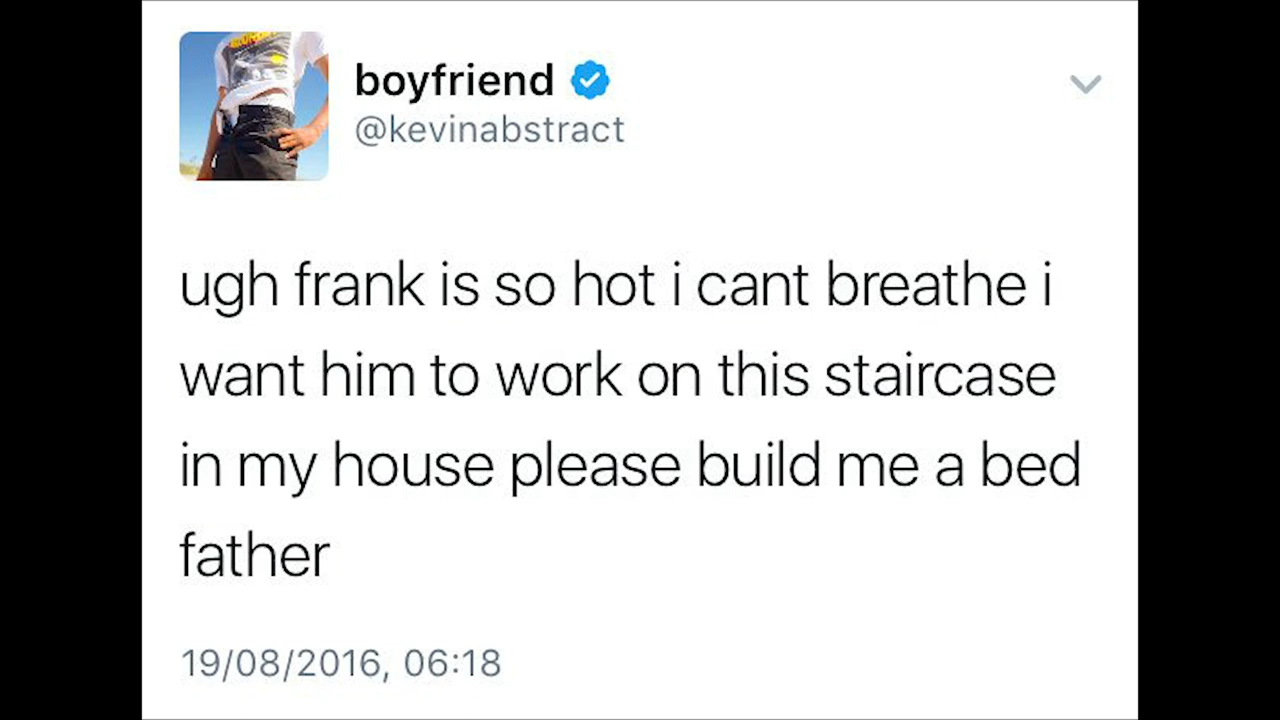 boyfriend
@kevinabstract
ugh frank is so hot i cant breathe i
want him to work on this staircase
in my house please build me a bed
father
19/08/2016, 06:18